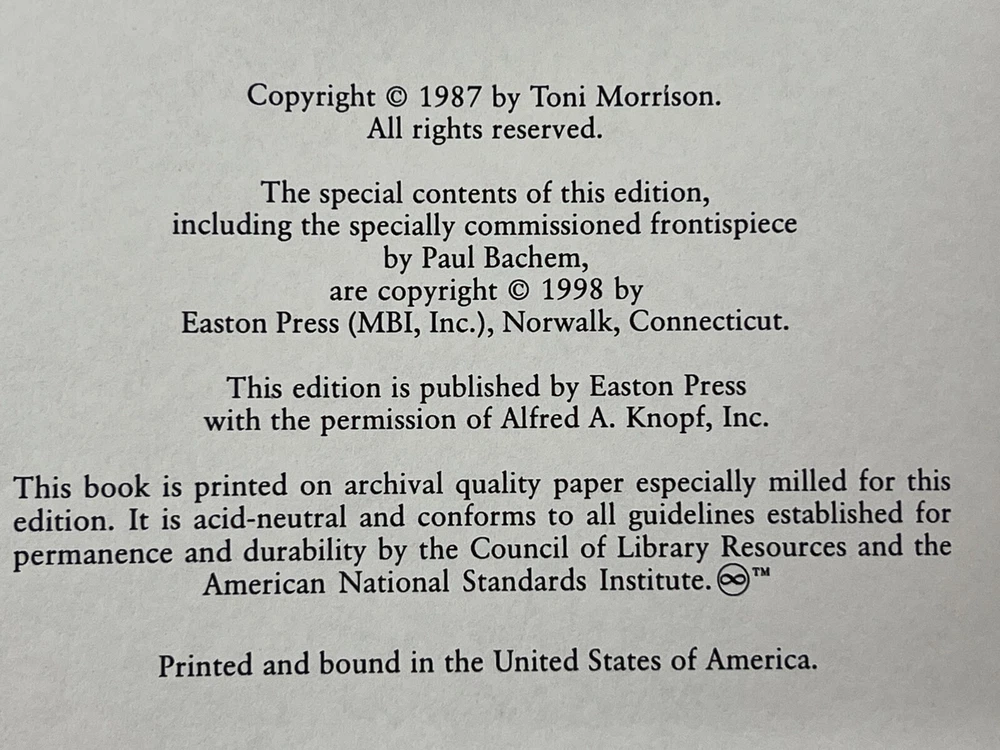 Copyright © 1987 by Toni Morrison.
All rights reserved.
The special contents of this edition,
including the specially commissioned frontispiece
by Paul Bachem,
are copyright © 1998 by
Easton Press (MBI, Inc.), Norwalk, Connecticut.
This edition is published by Easton Press
with the permission of Alfred A. Knopf, Inc.
This book is printed on archival quality paper especially milled for this
edition. It is acid-neutral and conforms to all guidelines established for
permanence and durability by the Council of Library Resources and the
American National Standards Institute. ♾™
Printed and bound in the United States of America.